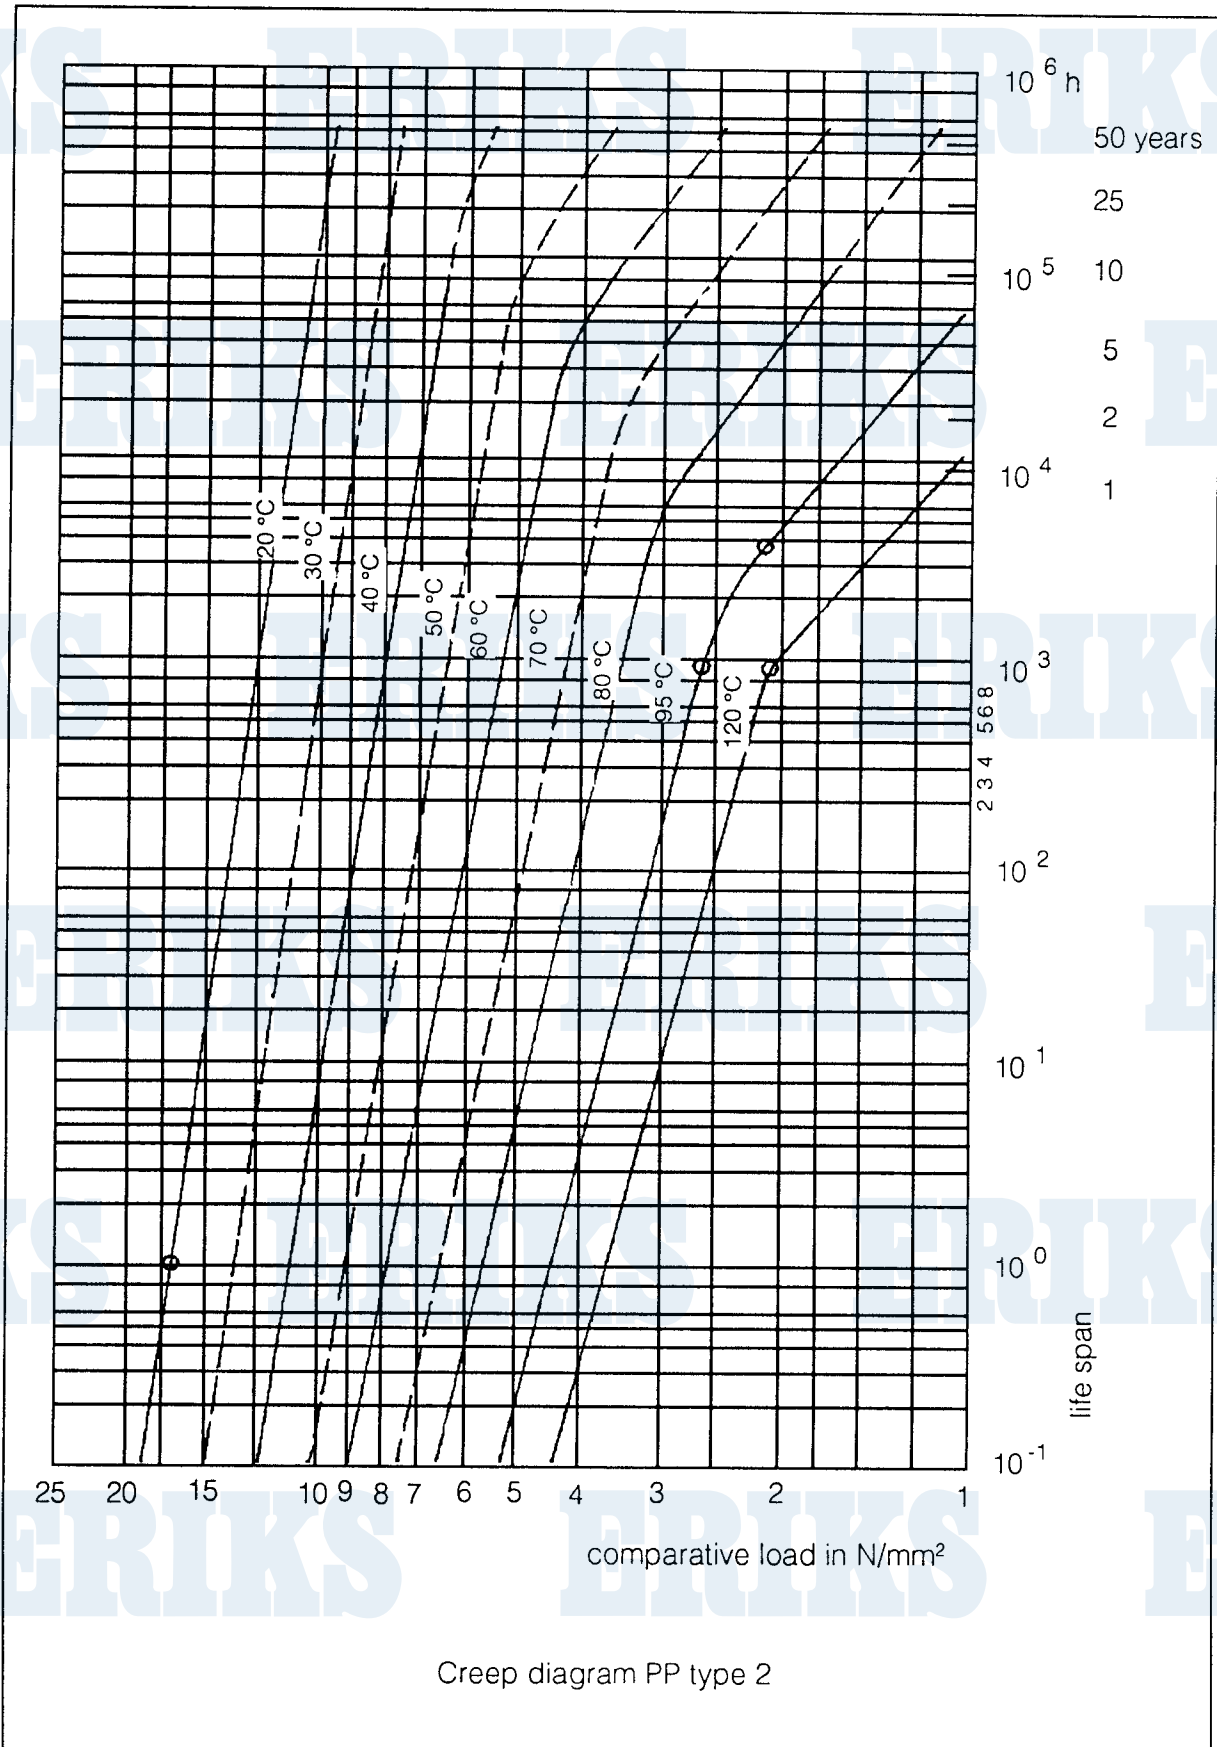 10 6 h
50 years
25
10 5
10
5
2
10 4
1
20 °C
30 °C
40 °C
50 °C
60 °C
70 °C
80 °C
95 °C
120 °C
10 3
2 3 4 5 6 8
10 2
10 1
10 0
life span
10 -1
25 20 15 10 9 8 7 6 5 4 3 2 1
comparative load in N/mm²
Creep diagram PP type 2
ERIKS